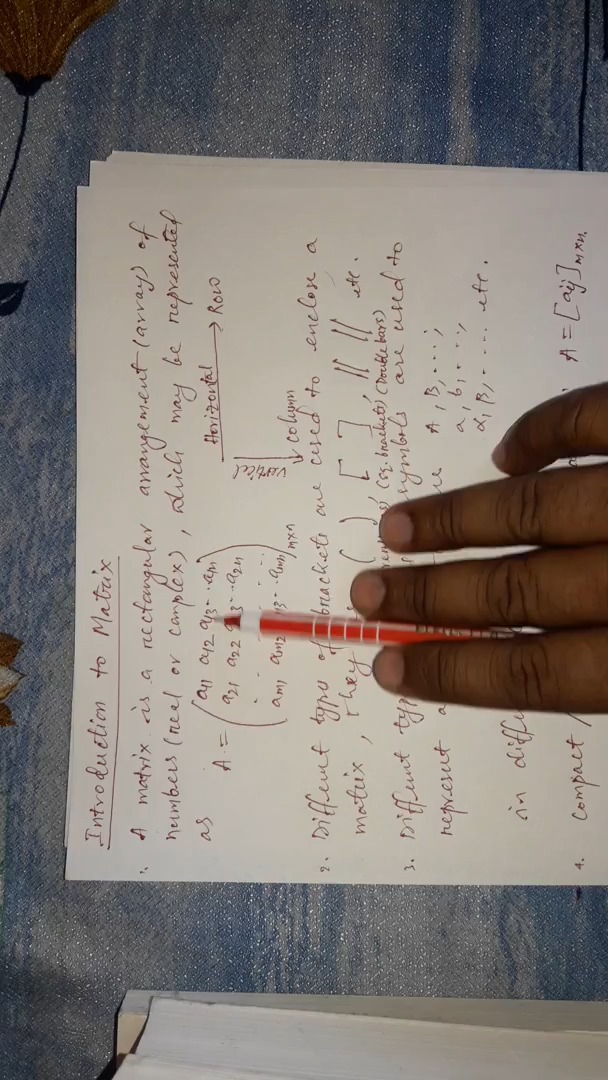 Introduction to Matrix
1. A matrix is a rectangular arrangement (array) of
numbers (real or complex), which may be represented
as
Horizontal → Row
A = ( a11 a12 a13 ... a1n
a21 a22 a23 ... a2n
. . . .
am1 am2 am3 ... amn ) m×n
vertical
↓ column
2. Different type of brackets are used to enclose a
matrix, they ( ) [ ], || || etc.
(sq. brackets) (Double bars)
3. Different symbols are used to
represent a A, B, ...,
a, b, ...,
in α, β, .... etc.
4. compact A = [aij] m×n.